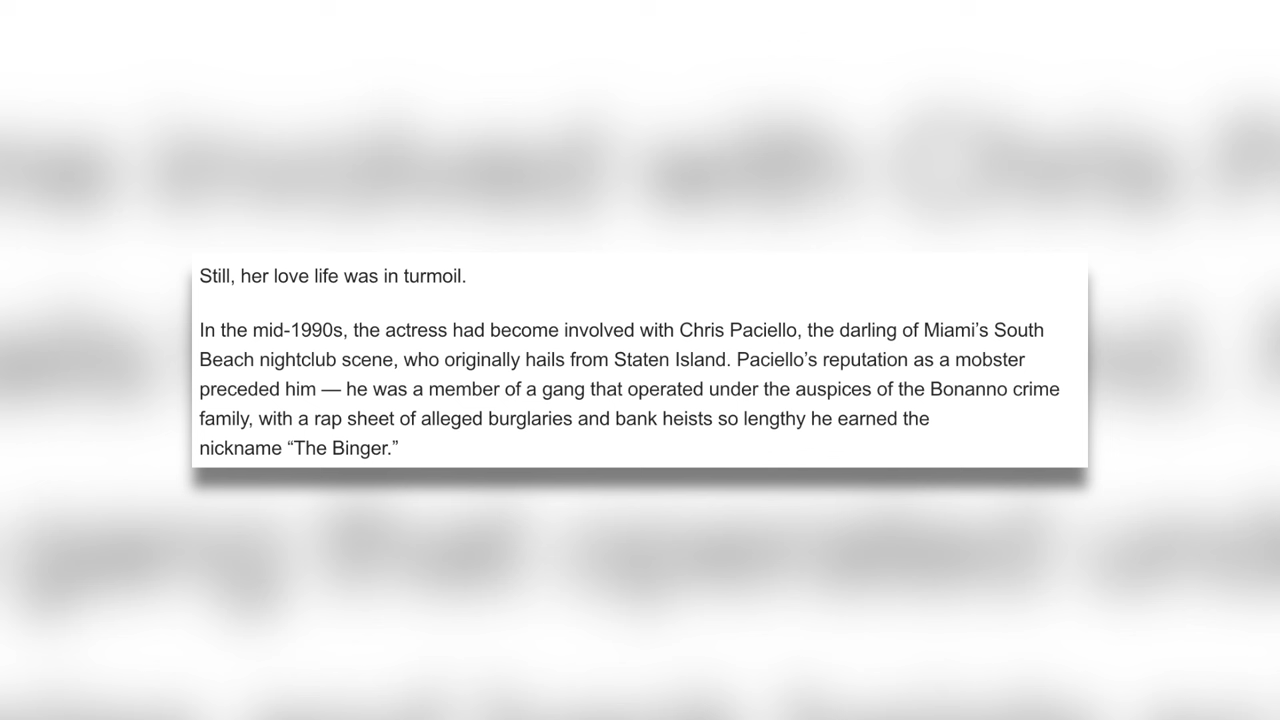 Still, her love life was in turmoil.
In the mid-1990s, the actress had become involved with Chris Paciello, the darling of Miami’s South
Beach nightclub scene, who originally hails from Staten Island. Paciello’s reputation as a mobster
preceded him — he was a member of a gang that operated under the auspices of the Bonanno crime
family, with a rap sheet of alleged burglaries and bank heists so lengthy he earned the
nickname “The Binger.”